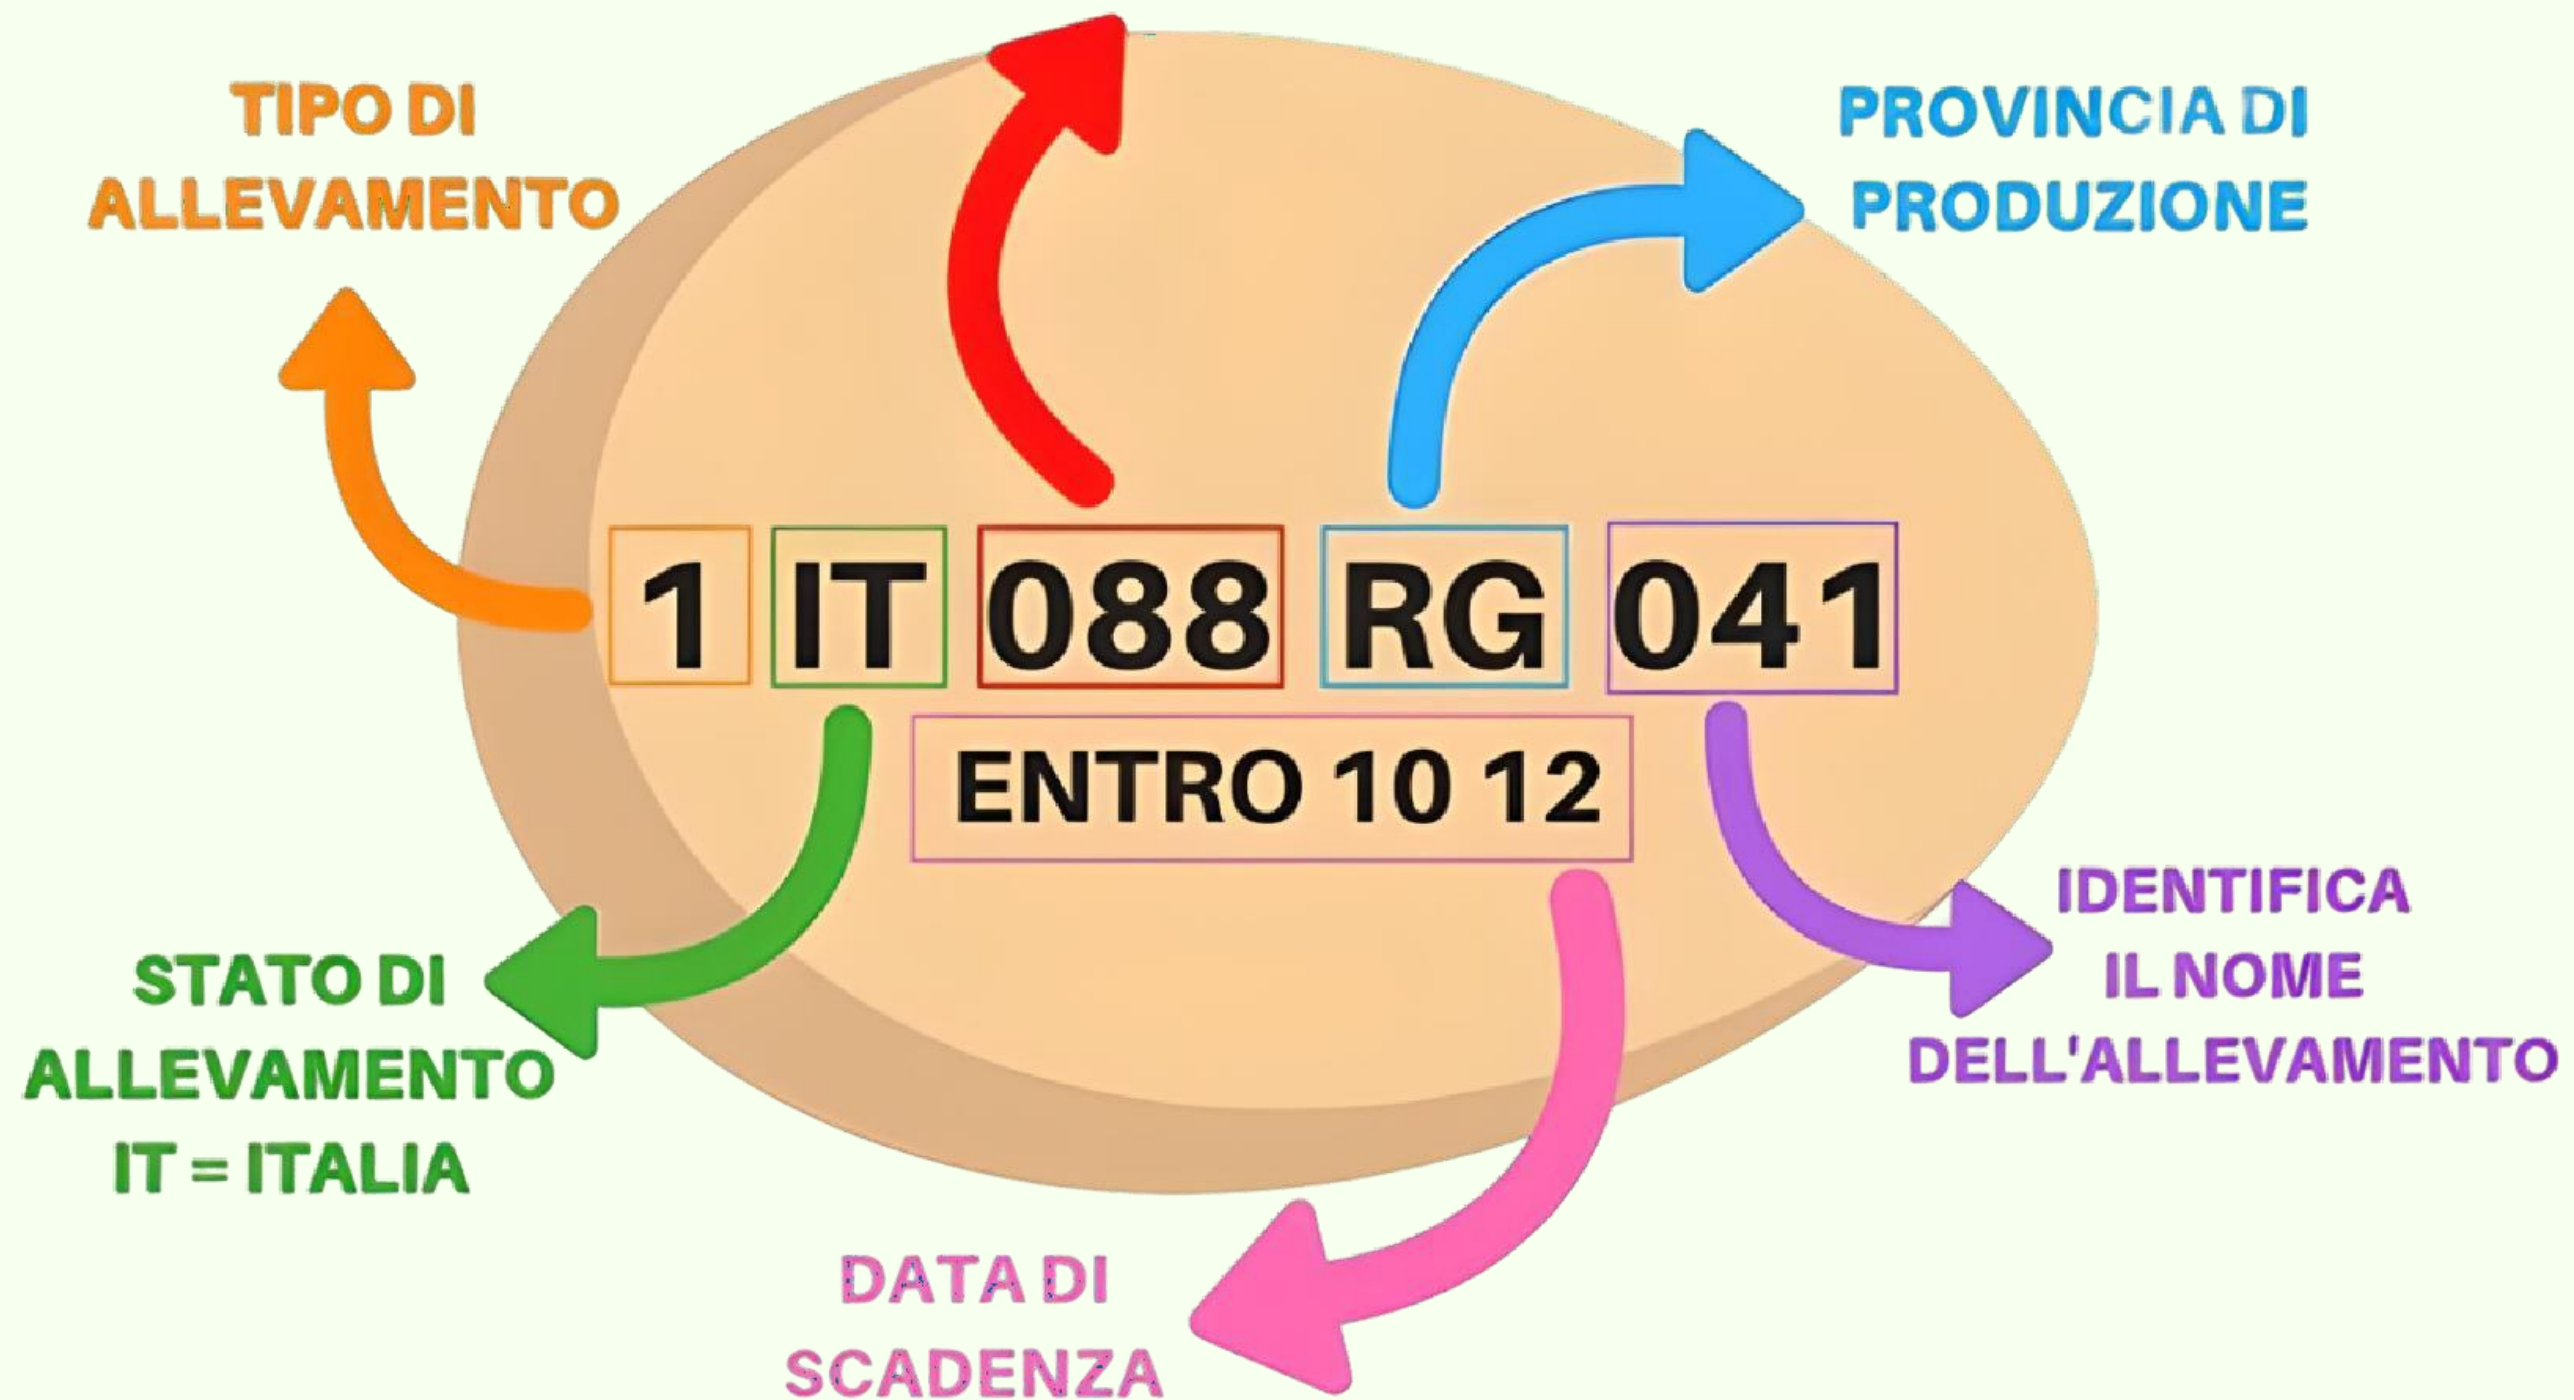 TIPO DI
ALLEVAMENTO
PROVINCIA DI
PRODUZIONE
1 IT 088 RG 041
ENTRO 10 12
STATO DI
ALLEVAMENTO
IT = ITALIA
IDENTIFICA
IL NOME
DELL'ALLEVAMENTO
DATA DI
SCADENZA